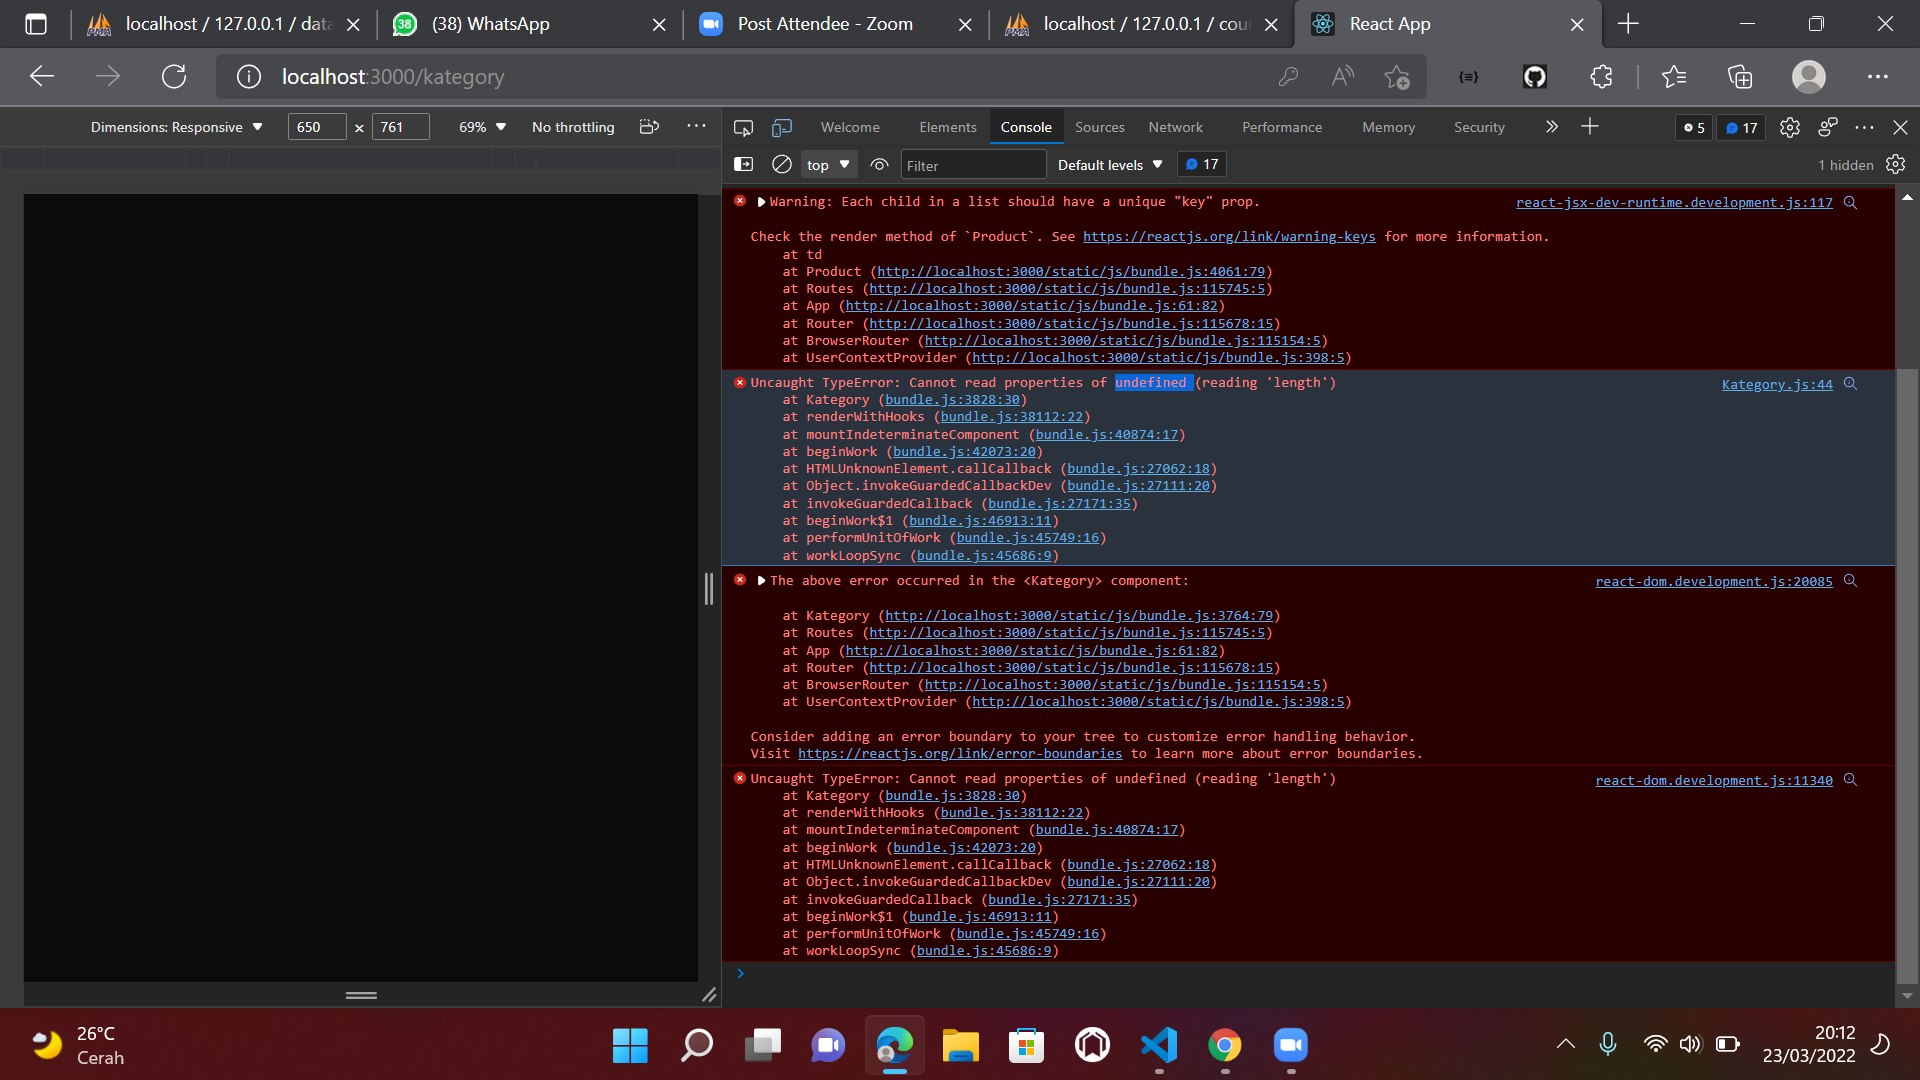 localhost / 127.0.0.1 / data
(38) WhatsApp
Post Attendee - Zoom
localhost / 127.0.0.1 / cou
React App
localhost:3000/kategory
Dimensions: Responsive 650 x 761 69% No throttling
Welcome Elements Console Sources Network Performance Memory Security 5 17
top Filter Default levels 17 1 hidden
Warning: Each child in a list should have a unique "key" prop. react-jsx-dev-runtime.development.js:117
Check the render method of `Product`. See https://reactjs.org/link/warning-keys for more information.
at td
at Product (http://localhost:3000/static/js/bundle.js:4061:79)
at Routes (http://localhost:3000/static/js/bundle.js:115745:5)
at App (http://localhost:3000/static/js/bundle.js:61:82)
at Router (http://localhost:3000/static/js/bundle.js:115678:15)
at BrowserRouter (http://localhost:3000/static/js/bundle.js:115154:5)
at UserContextProvider (http://localhost:3000/static/js/bundle.js:398:5)
Uncaught TypeError: Cannot read properties of undefined (reading 'length') Kategory.js:44
at Kategory (bundle.js:3828:30)
at renderWithHooks (bundle.js:38112:22)
at mountIndeterminateComponent (bundle.js:40874:17)
at beginWork (bundle.js:42073:20)
at HTMLUnknownElement.callCallback (bundle.js:27062:18)
at Object.invokeGuardedCallbackDev (bundle.js:27111:20)
at invokeGuardedCallback (bundle.js:27171:35)
at beginWork$1 (bundle.js:46913:11)
at performUnitOfWork (bundle.js:45749:16)
at workLoopSync (bundle.js:45686:9)
The above error occurred in the <Kategory> component: react-dom.development.js:20085
at Kategory (http://localhost:3000/static/js/bundle.js:3764:79)
at Routes (http://localhost:3000/static/js/bundle.js:115745:5)
at App (http://localhost:3000/static/js/bundle.js:61:82)
at Router (http://localhost:3000/static/js/bundle.js:115678:15)
at BrowserRouter (http://localhost:3000/static/js/bundle.js:115154:5)
at UserContextProvider (http://localhost:3000/static/js/bundle.js:398:5)
Consider adding an error boundary to your tree to customize error handling behavior.
Visit https://reactjs.org/link/error-boundaries to learn more about error boundaries.
Uncaught TypeError: Cannot read properties of undefined (reading 'length') react-dom.development.js:11340
at Kategory (bundle.js:3828:30)
at renderWithHooks (bundle.js:38112:22)
at mountIndeterminateComponent (bundle.js:40874:17)
at beginWork (bundle.js:42073:20)
at HTMLUnknownElement.callCallback (bundle.js:27062:18)
at Object.invokeGuardedCallbackDev (bundle.js:27111:20)
at invokeGuardedCallback (bundle.js:27171:35)
at beginWork$1 (bundle.js:46913:11)
at performUnitOfWork (bundle.js:45749:16)
at workLoopSync (bundle.js:45686:9)
26°C
Cerah
20:12
23/03/2022